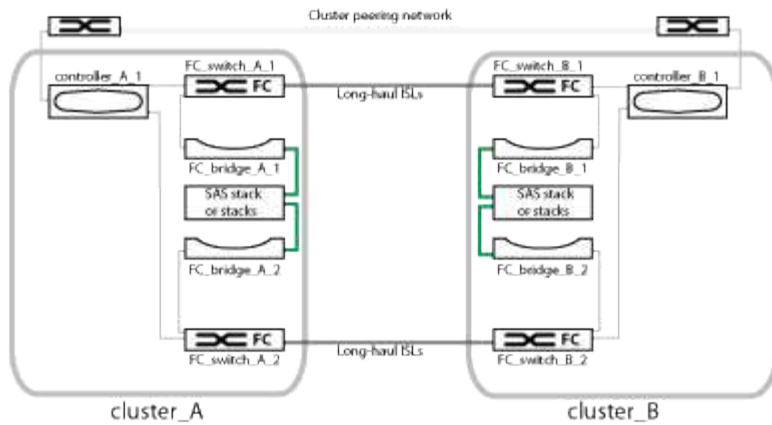 Cluster peering network
FC_switch_A_1
FC_switch_B_1
controller_A_1
controller_B_1
FC
FC
Long-haul ISLs
FC_bridge_A_1
FC_bridge_B_1
SAS stack
or stacks
SAS stack
or stacks
FC_bridge_A_2
FC_bridge_B_2
FC
FC
Long-haul ISLs
FC_switch_A_2
FC_switch_B_2
cluster_A
cluster_B